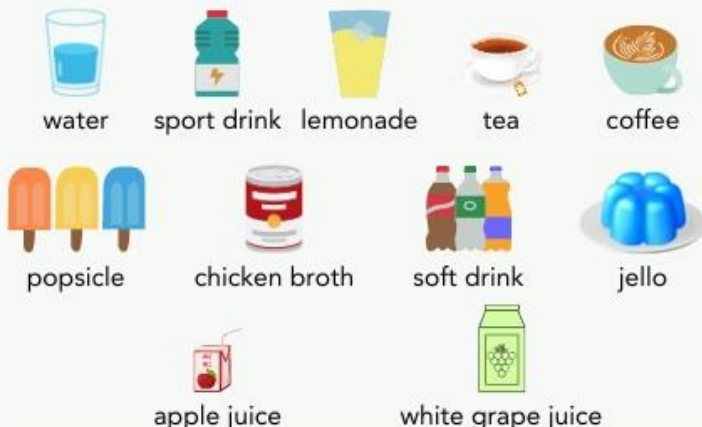 water sport drink lemonade tea coffee
popsicle chicken broth soft drink jello
apple juice white grape juice